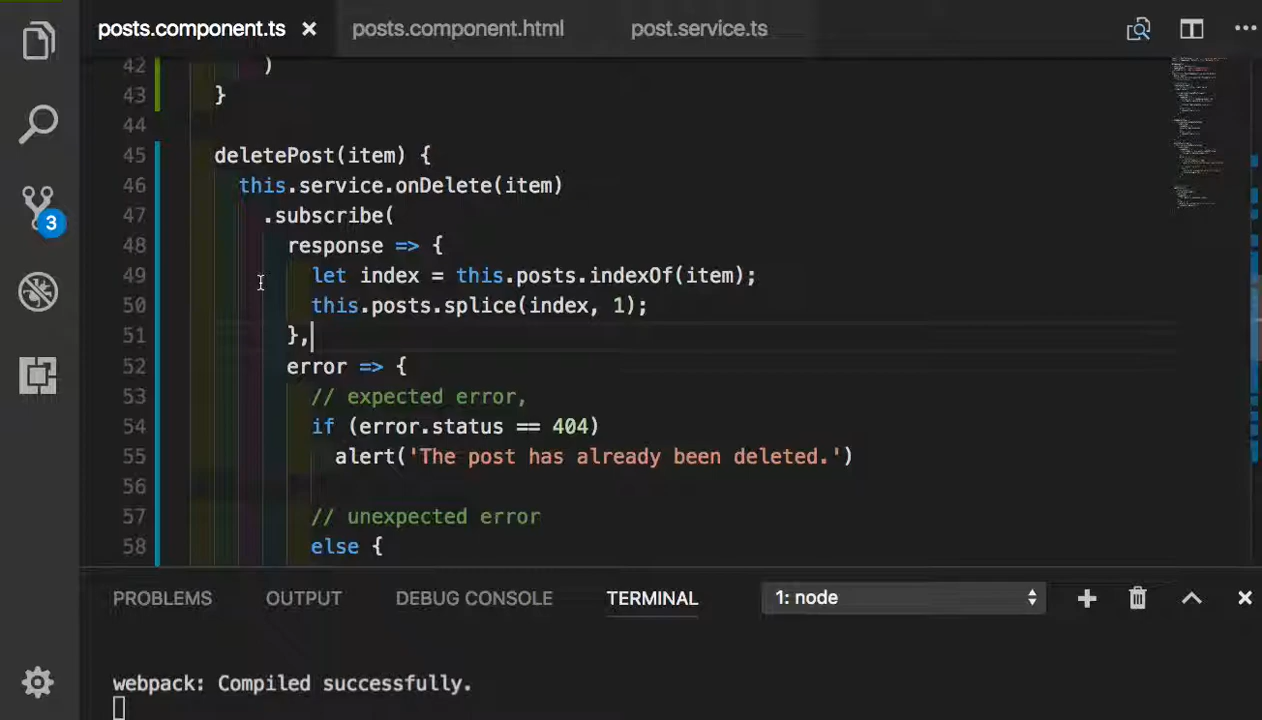 posts.component.ts
posts.component.html
post.service.ts
42 )
43 }
44
45 deletePost(item) {
46 this.service.onDelete(item)
47 .subscribe(
48 response => {
49 let index = this.posts.indexOf(item);
50 this.posts.splice(index, 1);
51 },
52 error => {
53 // expected error,
54 if (error.status == 404)
55 alert('The post has already been deleted.')
56
57 // unexpected error
58 else {
3
PROBLEMS OUTPUT DEBUG CONSOLE TERMINAL 1: node
webpack: Compiled successfully.